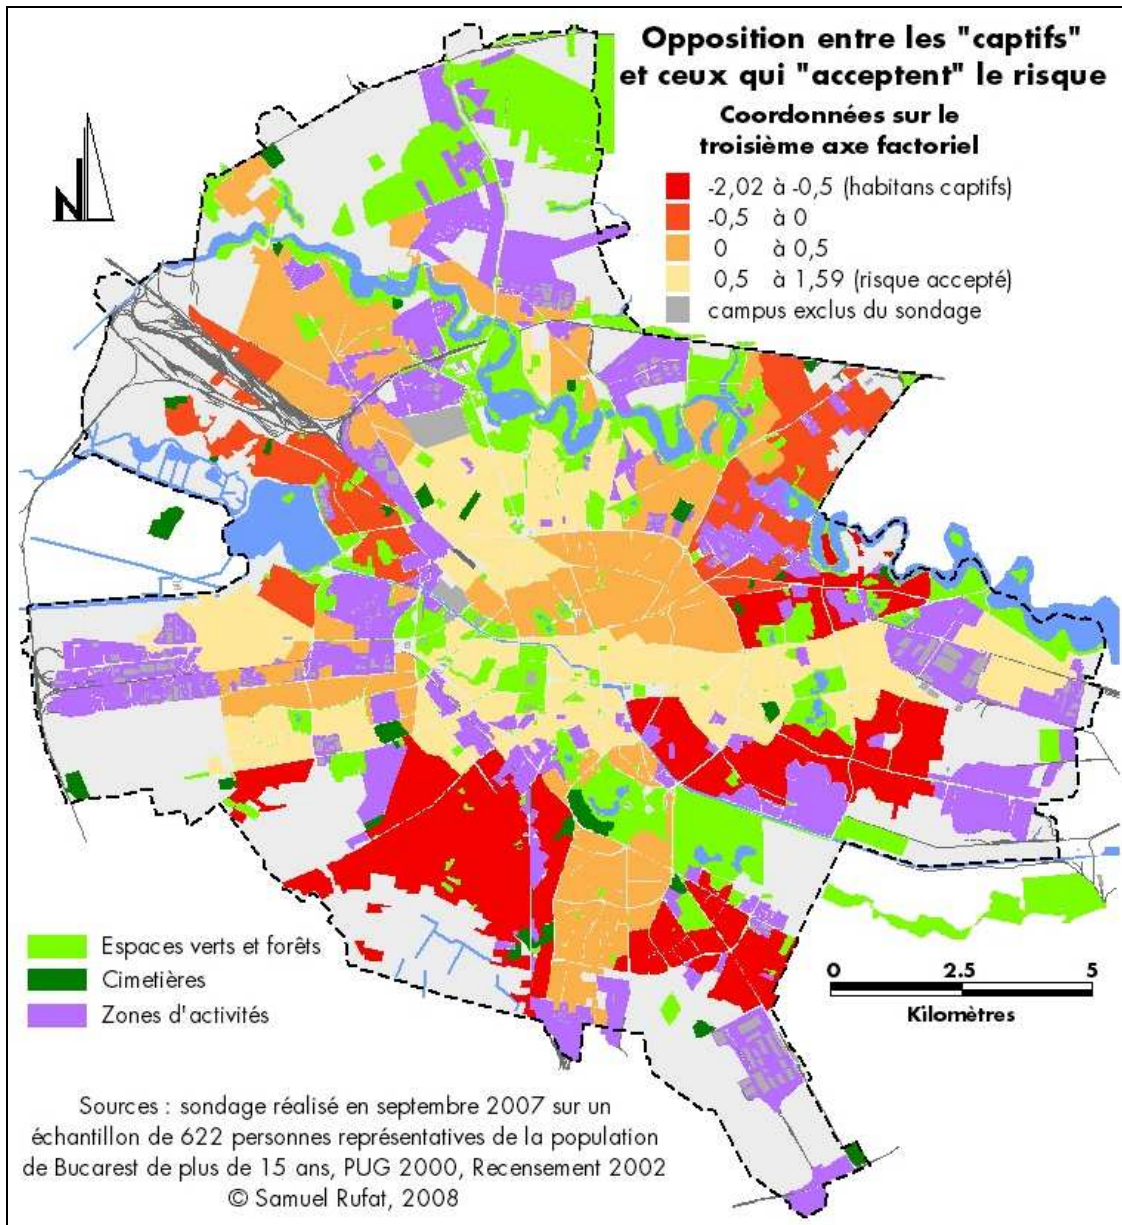 Opposition entre les "captifs"
et ceux qui "acceptent" le risque
Coordonnées sur le
troisième axe factoriel
-2,02 à -0,5 (habitans captifs)
-0,5 à 0
0 à 0,5
0,5 à 1,59 (risque accepté)
campus exclus du sondage
N
Espaces verts et forêts
Cimetières
Zones d'activités
0 2.5 5
Kilomètres
Sources : sondage réalisé en septembre 2007 sur un
échantillon de 622 personnes représentatives de la population
de Bucarest de plus de 15 ans, PUG 2000, Recensement 2002
© Samuel Rufat, 2008